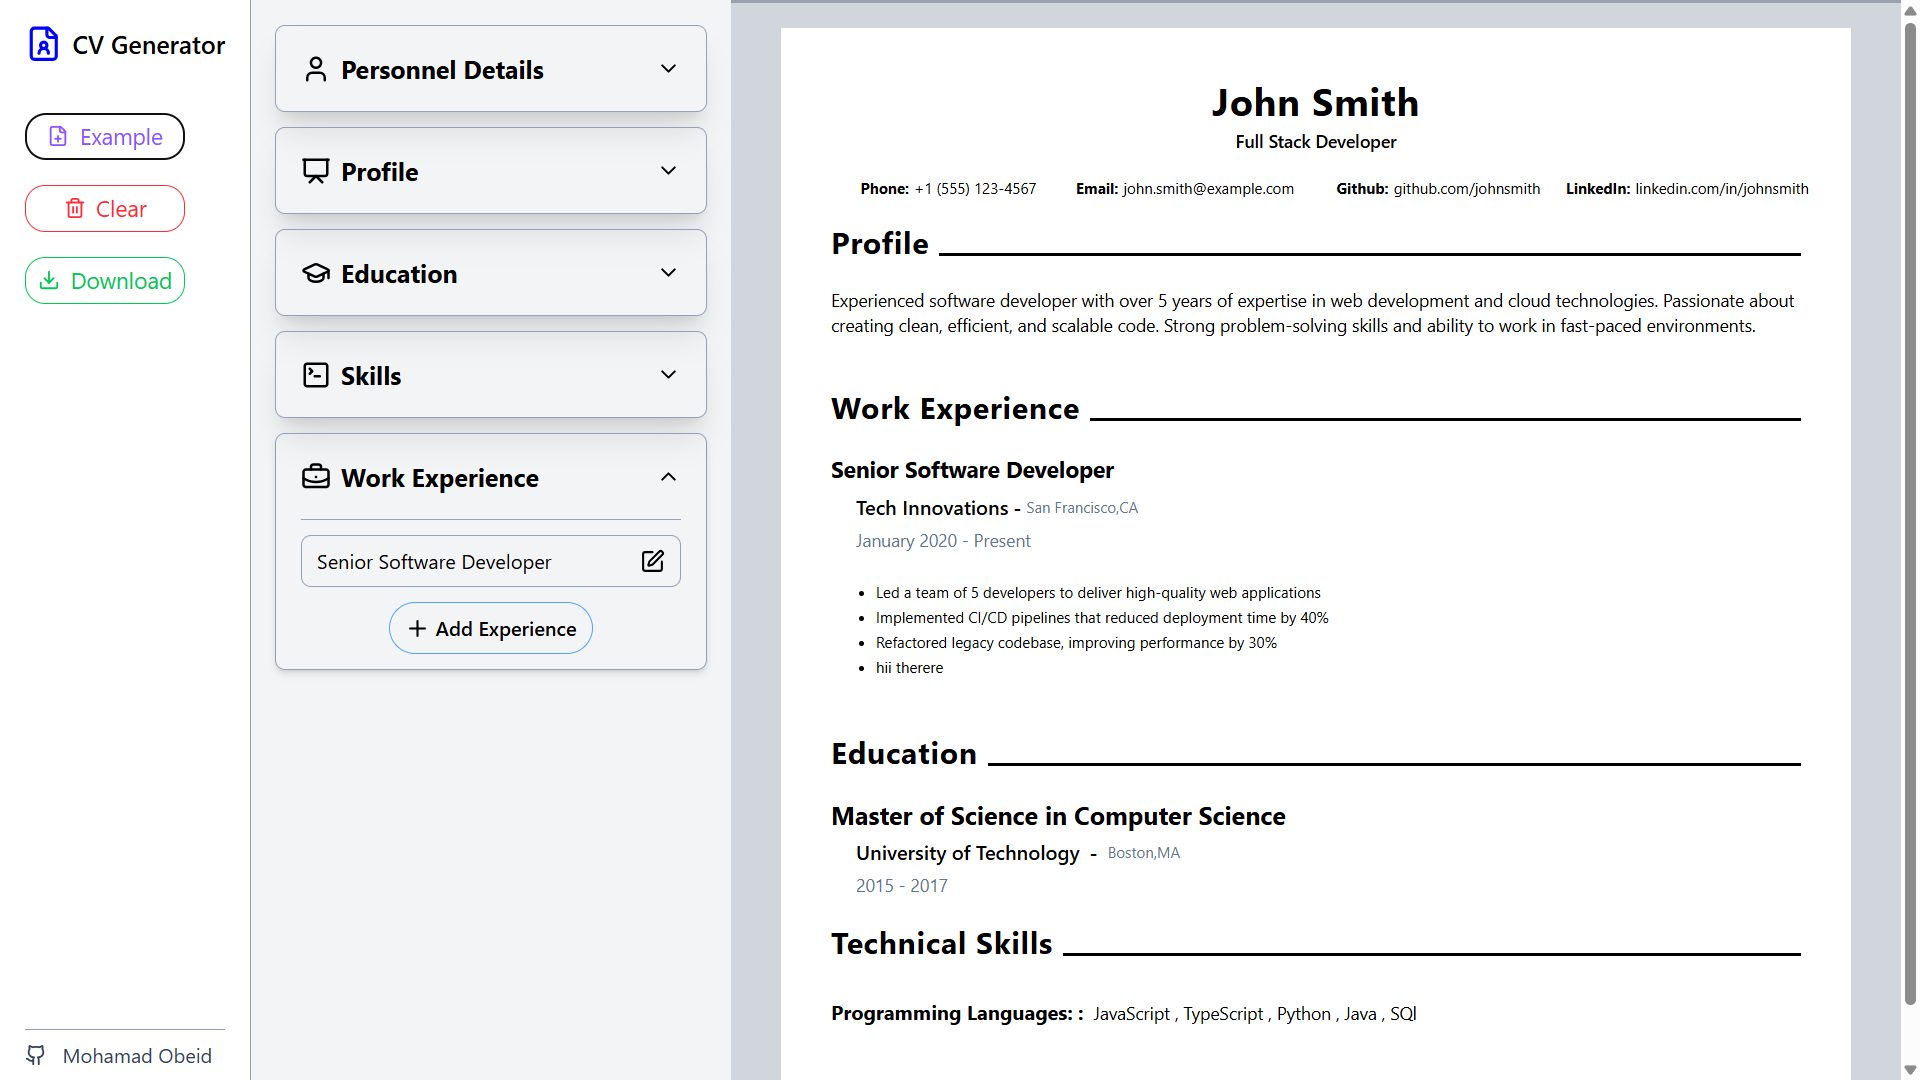 CV Generator
Example
Clear
Download
Mohamad Obeid
Personnel Details
Profile
Education
Skills
Work Experience
Senior Software Developer
Add Experience
John Smith
Full Stack Developer
Phone: +1 (555) 123-4567 Email: john.smith@example.com Github: github.com/johnsmith LinkedIn: linkedin.com/in/johnsmith
Profile
Experienced software developer with over 5 years of expertise in web development and cloud technologies. Passionate about
creating clean, efficient, and scalable code. Strong problem-solving skills and ability to work in fast-paced environments.
Work Experience
Senior Software Developer
Tech Innovations - San Francisco,CA
January 2020 - Present
• Led a team of 5 developers to deliver high-quality web applications
• Implemented CI/CD pipelines that reduced deployment time by 40%
• Refactored legacy codebase, improving performance by 30%
• hii therere
Education
Master of Science in Computer Science
University of Technology - Boston,MA
2015 - 2017
Technical Skills
Programming Languages: : JavaScript , TypeScript , Python , Java , SQl